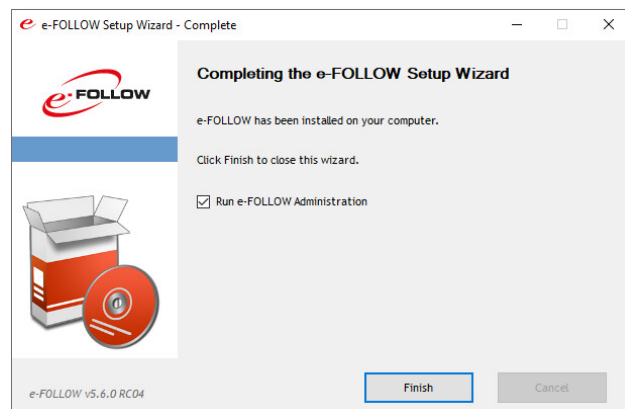 e-FOLLOW Setup Wizard - Complete
e-FOLLOW
Completing the e-FOLLOW Setup Wizard
e-FOLLOW has been installed on your computer.
Click Finish to close this wizard.
Run e-FOLLOW Administration
e-FOLLOW v5.6.0 RC04
Finish
Cancel